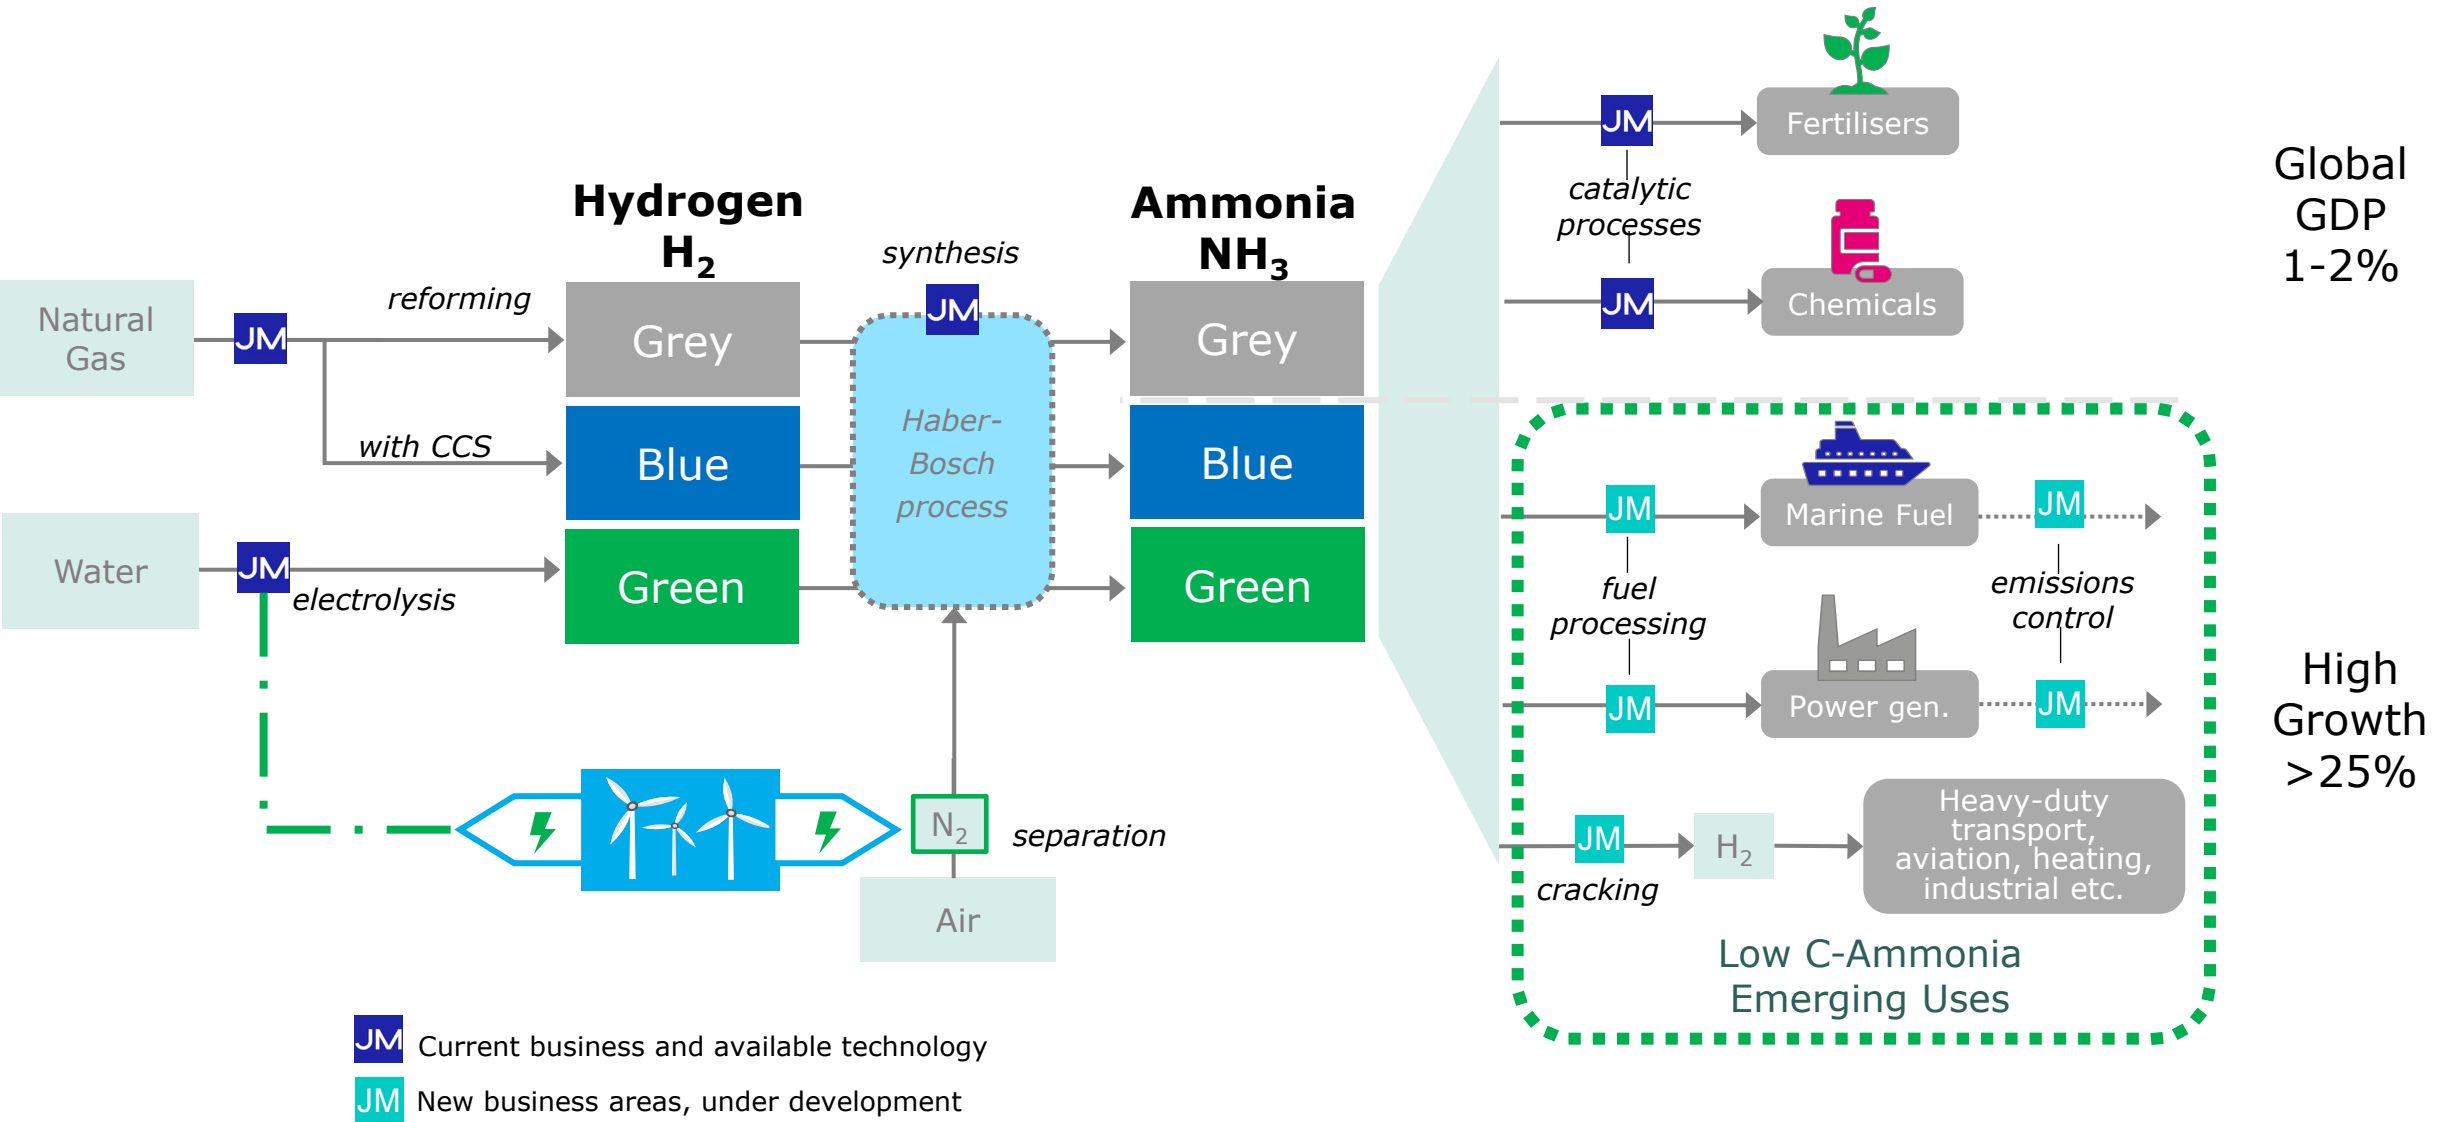 Hydrogen
H₂
Ammonia
NH₃
Natural
Gas
JM
reforming
with CCS
Water
JM
electrolysis
Grey
Blue
Green
synthesis
JM
Haber-
Bosch
process
Grey
Blue
Green
N₂
separation
Air
JM
Fertilisers
catalytic
processes
JM
Chemicals
Global
GDP
1-2%
JM
Marine Fuel
JM
fuel
processing
emissions
control
JM
Power gen.
JM
JM
cracking
H₂
Heavy-duty
transport,
aviation, heating,
industrial etc.
Low C-Ammonia
Emerging Uses
High
Growth
>25%
JM Current business and available technology
JM New business areas, under development